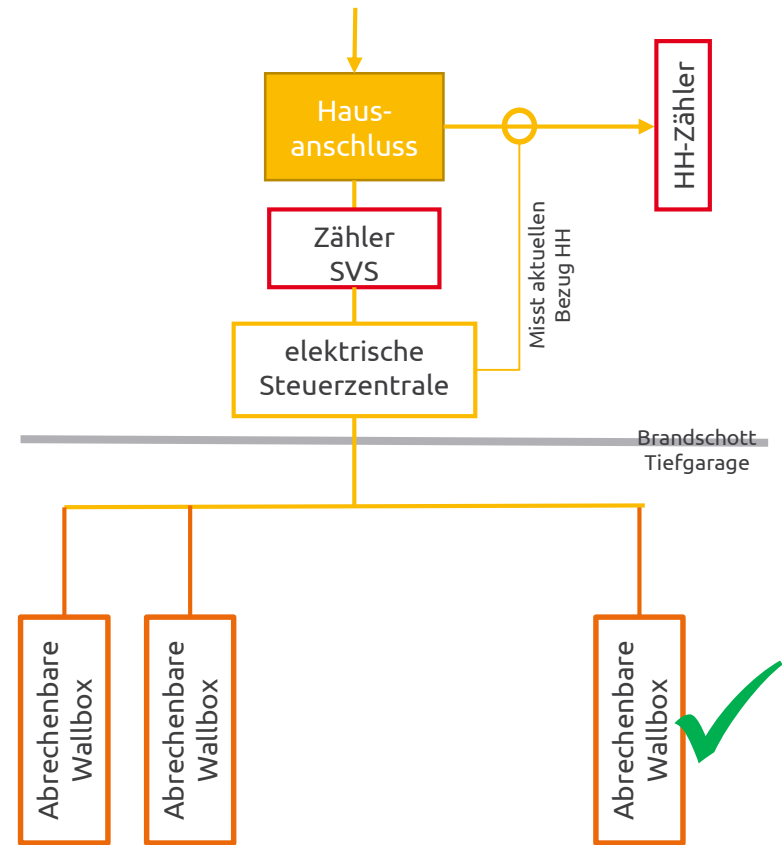 Haus-
anschluss
HH-Zähler
Zähler
SVS
Misst aktuellen
Bezug HH
elektrische
Steuerzentrale
Brandschott
Tiefgarage
Abrechenbare
Wallbox
Abrechenbare
Wallbox
Abrechenbare
Wallbox